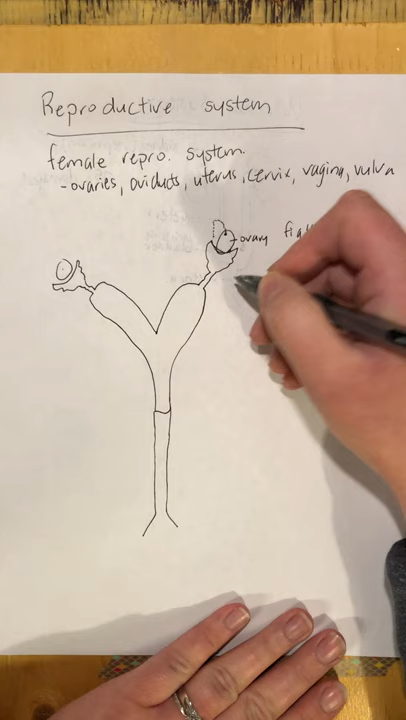 Reproductive system
female repro. system.
- ovaries, oviducts, uterus, cervix, vagina, vulva
ovary